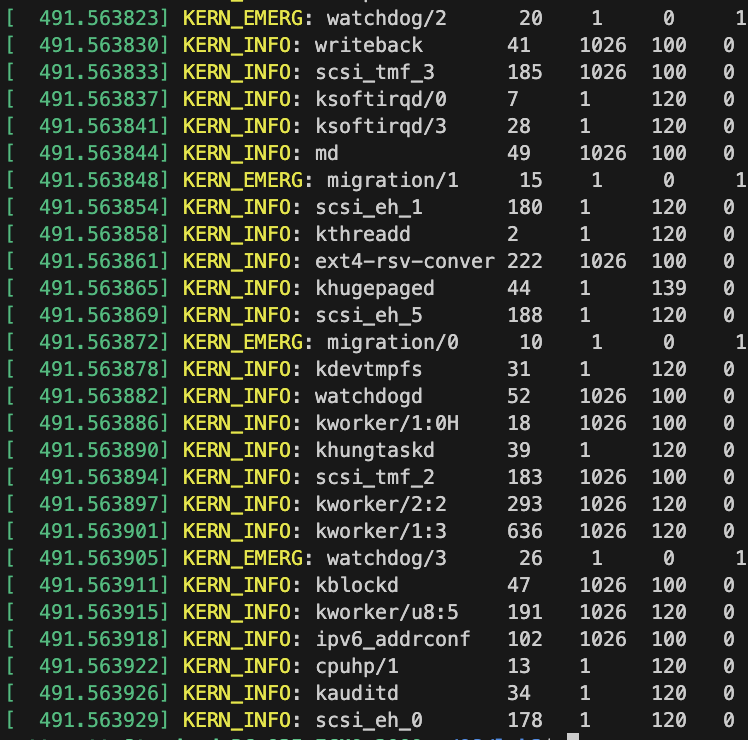 [  491.563823] KERN_EMERG: watchdog/2      20    1     0     1
[  491.563830] KERN_INFO: writeback       41    1026  100   0
[  491.563833] KERN_INFO: scsi_tmf_3      185   1026  100   0
[  491.563837] KERN_INFO: ksoftirqd/0     7     1     120   0
[  491.563841] KERN_INFO: ksoftirqd/3     28    1     120   0
[  491.563844] KERN_INFO: md              49    1026  100   0
[  491.563848] KERN_EMERG: migration/1     15    1     0     1
[  491.563854] KERN_INFO: scsi_eh_1       180   1     120   0
[  491.563858] KERN_INFO: kthreadd        2     1     120   0
[  491.563861] KERN_INFO: ext4-rsv-conver 222   1026  100   0
[  491.563865] KERN_INFO: khugepaged      44    1     139   0
[  491.563869] KERN_INFO: scsi_eh_5       188   1     120   0
[  491.563872] KERN_EMERG: migration/0     10    1     0     1
[  491.563878] KERN_INFO: kdevtmpfs       31    1     120   0
[  491.563882] KERN_INFO: watchdogd       52    1026  100   0
[  491.563886] KERN_INFO: kworker/1:0H    18    1026  100   0
[  491.563890] KERN_INFO: khungtaskd      39    1     120   0
[  491.563894] KERN_INFO: scsi_tmf_2      183   1026  100   0
[  491.563897] KERN_INFO: kworker/2:2     293   1026  120   0
[  491.563901] KERN_INFO: kworker/1:3     636   1026  120   0
[  491.563905] KERN_EMERG: watchdog/3      26    1     0     1
[  491.563911] KERN_INFO: kblockd         47    1026  100   0
[  491.563915] KERN_INFO: kworker/u8:5    191   1026  120   0
[  491.563918] KERN_INFO: ipv6_addrconf   102   1026  100   0
[  491.563922] KERN_INFO: cpuhp/1         13    1     120   0
[  491.563926] KERN_INFO: kauditd         34    1     120   0
[  491.563929] KERN_INFO: scsi_eh_0       178   1     120   0